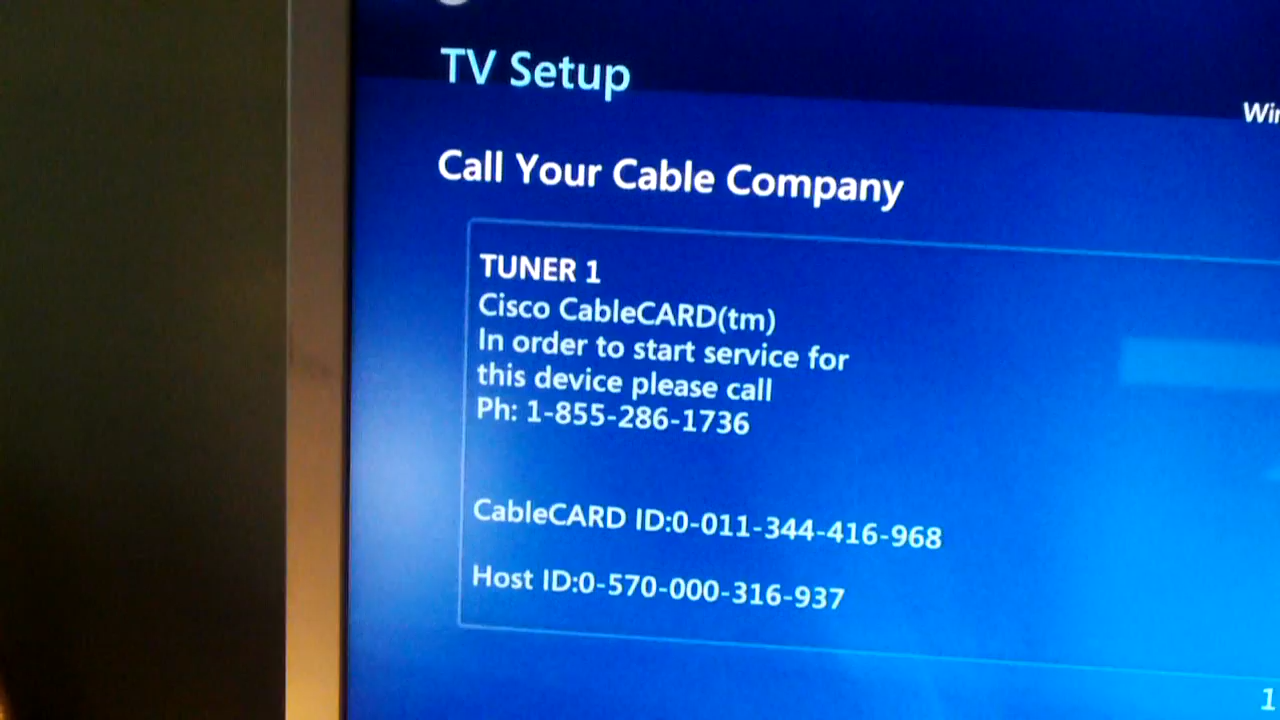 TV Setup
Call Your Cable Company
TUNER 1
Cisco CableCARD(tm)
In order to start service for
this device please call
Ph: 1-855-286-1736
CableCARD ID:0-011-344-416-968
Host ID:0-570-000-316-937
1